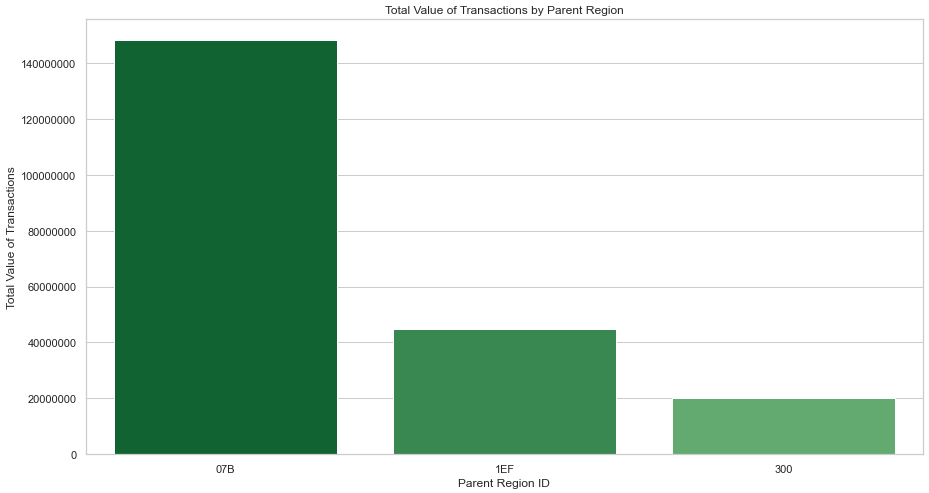 Total Value of Transactions by Parent Region
Total Value of Transactions
140000000
120000000
100000000
80000000
60000000
40000000
20000000
0
07B
1EF
300
Parent Region ID